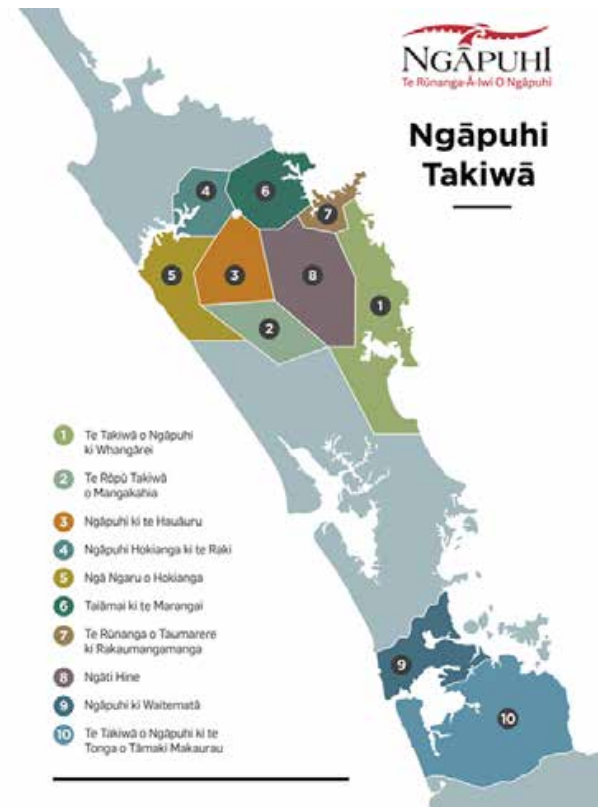 NGĀPUHI
Te Rūnanga-Ā-Iwi O Ngāpuhi
Ngāpuhi
Takiwā
4
6
7
5
3
8
1
2
1 Te Takiwā o Ngāpuhi
ki Whangārei
2 Te Rōpū Takiwā
o Mangakahia
3 Ngāpuhi ki te Hauāuru
4 Ngāpuhi Hokianga ki te Raki
5 Ngā Ngaru o Hokianga
6 Taiāmai ki te Marangai
7 Te Rūnanga o Taumarere
ki Rakaumangamanga
8 Ngāti Hine
9 Ngāpuhi ki Waitematā
10 Te Takiwā o Ngāpuhi ki te
Tonga o Tāmaki Makaurau
9
10